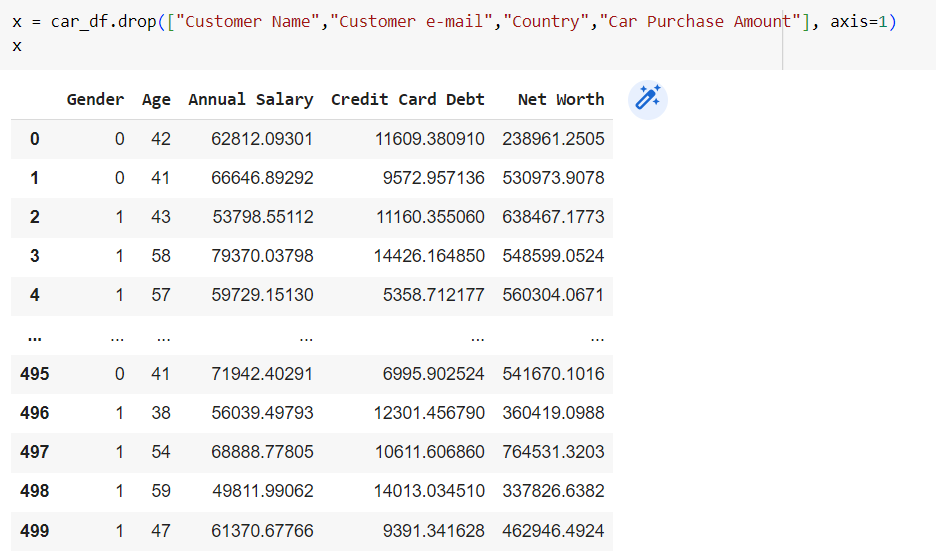 x = car_df.drop(["Customer Name","Customer e-mail","Country","Car Purchase Amount"], axis=1)
x
Gender Age Annual Salary Credit Card Debt Net Worth
0 0 42 62812.09301 11609.380910 238961.2505
1 0 41 66646.89292 9572.957136 530973.9078
2 1 43 53798.55112 11160.355060 638467.1773
3 1 58 79370.03798 14426.164850 548599.0524
4 1 57 59729.15130 5358.712177 560304.0671
... ... ... ... ... ...
495 0 41 71942.40291 6995.902524 541670.1016
496 1 38 56039.49793 12301.456790 360419.0988
497 1 54 68888.77805 10611.606860 764531.3203
498 1 59 49811.99062 14013.034510 337826.6382
499 1 47 61370.67766 9391.341628 462946.4924